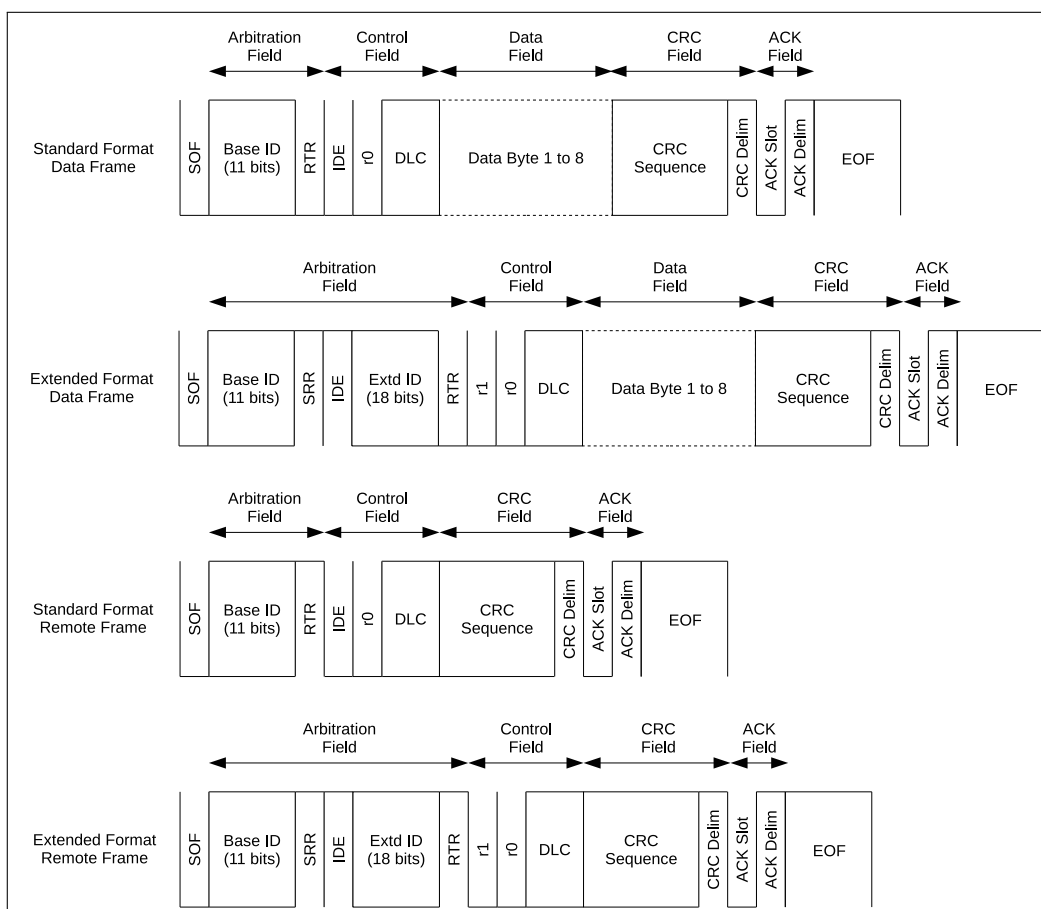 Arbitration Field
Control Field
Data Field
CRC Field
ACK Field
Standard Format
Data Frame
SOF
Base ID
(11 bits)
RTR
IDE
r0
DLC
Data Byte 1 to 8
CRC
Sequence
CRC Delim
ACK Slot
ACK Delim
EOF
Arbitration Field
Control Field
Data Field
CRC Field
ACK Field
Extended Format
Data Frame
SOF
Base ID
(11 bits)
SRR
IDE
Extd ID
(18 bits)
RTR
r1
r0
DLC
Data Byte 1 to 8
CRC
Sequence
CRC Delim
ACK Slot
ACK Delim
EOF
Arbitration Field
Control Field
CRC Field
ACK Field
Standard Format
Remote Frame
SOF
Base ID
(11 bits)
RTR
IDE
r0
DLC
CRC
Sequence
CRC Delim
ACK Slot
ACK Delim
EOF
Arbitration Field
Control Field
CRC Field
ACK Field
Extended Format
Remote Frame
SOF
Base ID
(11 bits)
SRR
IDE
Extd ID
(18 bits)
RTR
r1
r0
DLC
CRC
Sequence
CRC Delim
ACK Slot
ACK Delim
EOF